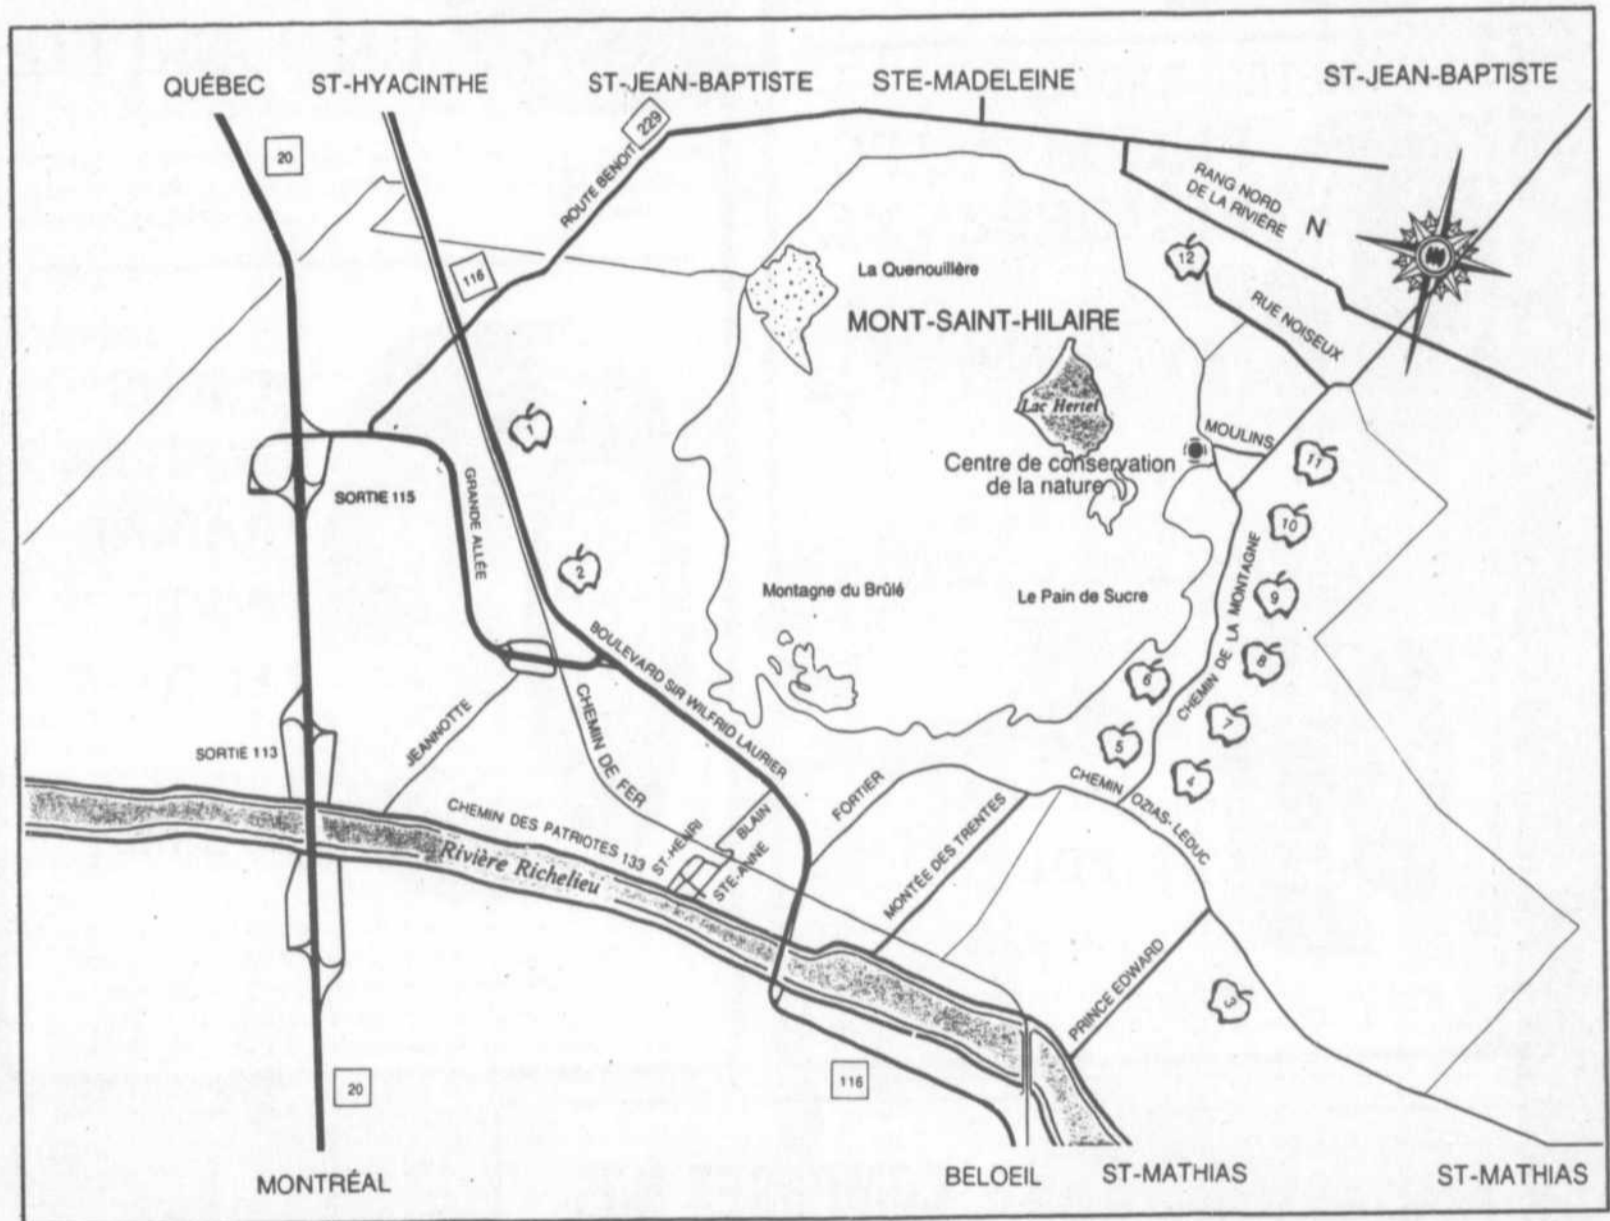 QUÉBEC
ST-HYACINTHE
ST-JEAN-BAPTISTE
STE-MADELEINE
ST-JEAN-BAPTISTE
20
229
ROUTE BENOIT
116
RANG NORD
DE LA RIVIÈRE
N
12
RUE NOISEUX
La Quenouillère
MONT-SAINT-HILAIRE
Lac Hertel
MOULINS
Centre de conservation
de la nature
1
11
SORTIE 115
GRANDE ALLÉE
10
2
9
Montagne du Brûlé
Le Pain de Sucre
CHEMIN DE LA MONTAGNE
BOULEVARD SIR WILFRID LAURIER
8
6
7
5
4
CHEMIN DE FER
JEANNOTTE
SORTIE 113
CHEMIN OZIAS-LEDUC
FORTIER
MONTÉE DES TRENTES
CHEMIN DES PATRIOTES 133
ST-HENRI
BLAIN
STE-ANNE
Rivière Richelieu
PRINCE EDWARD
3
20
116
MONTRÉAL
BELOEIL
ST-MATHIAS
ST-MATHIAS